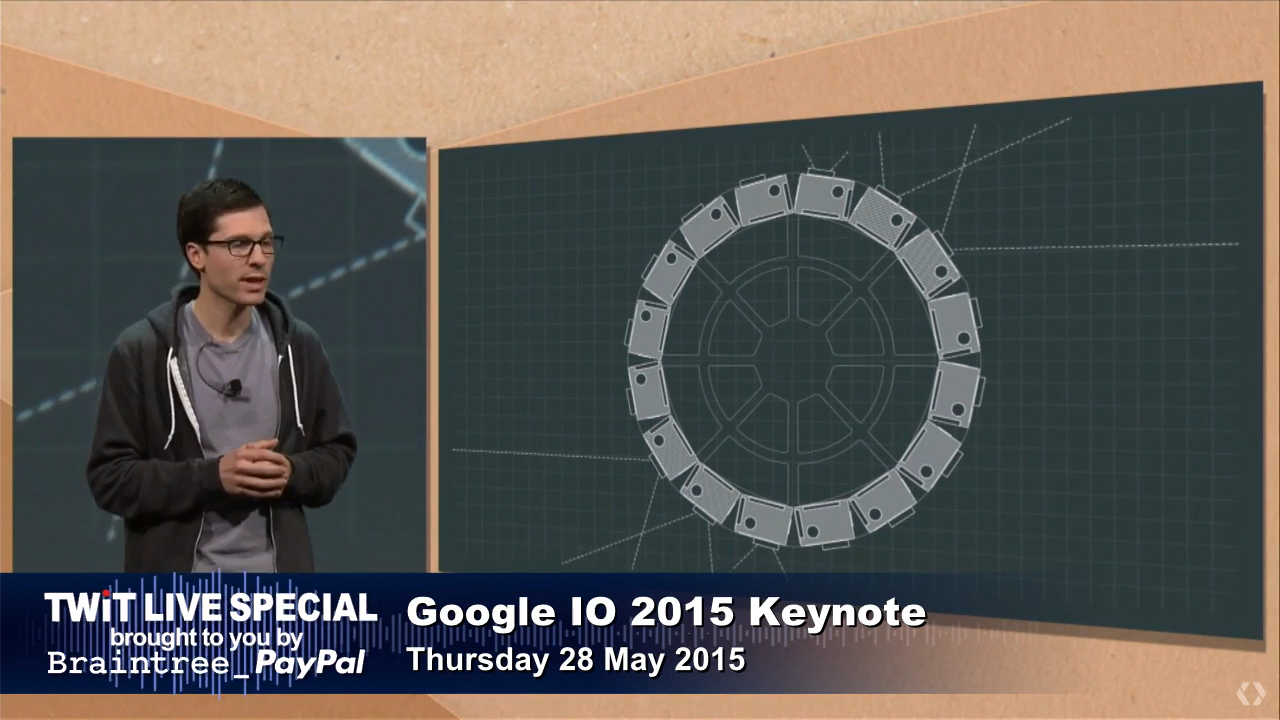 TWiT LIVE SPECIAL
brought to you by
Braintree_PayPal
Google IO 2015 Keynote
Thursday 28 May 2015